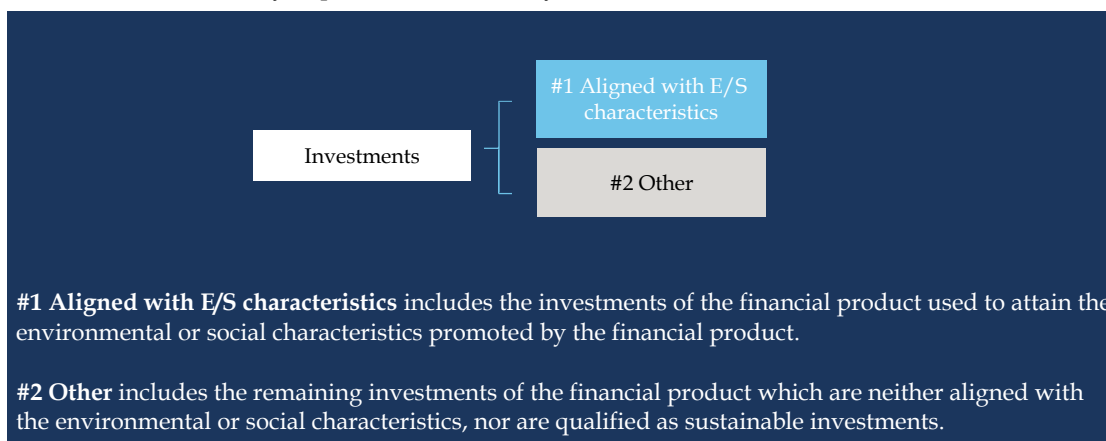 #1 Aligned with E/S
characteristics
Investments
#2 Other
#1 Aligned with E/S characteristics includes the investments of the financial product used to attain the
environmental or social characteristics promoted by the financial product.
#2 Other includes the remaining investments of the financial product which are neither aligned with
the environmental or social characteristics, nor are qualified as sustainable investments.